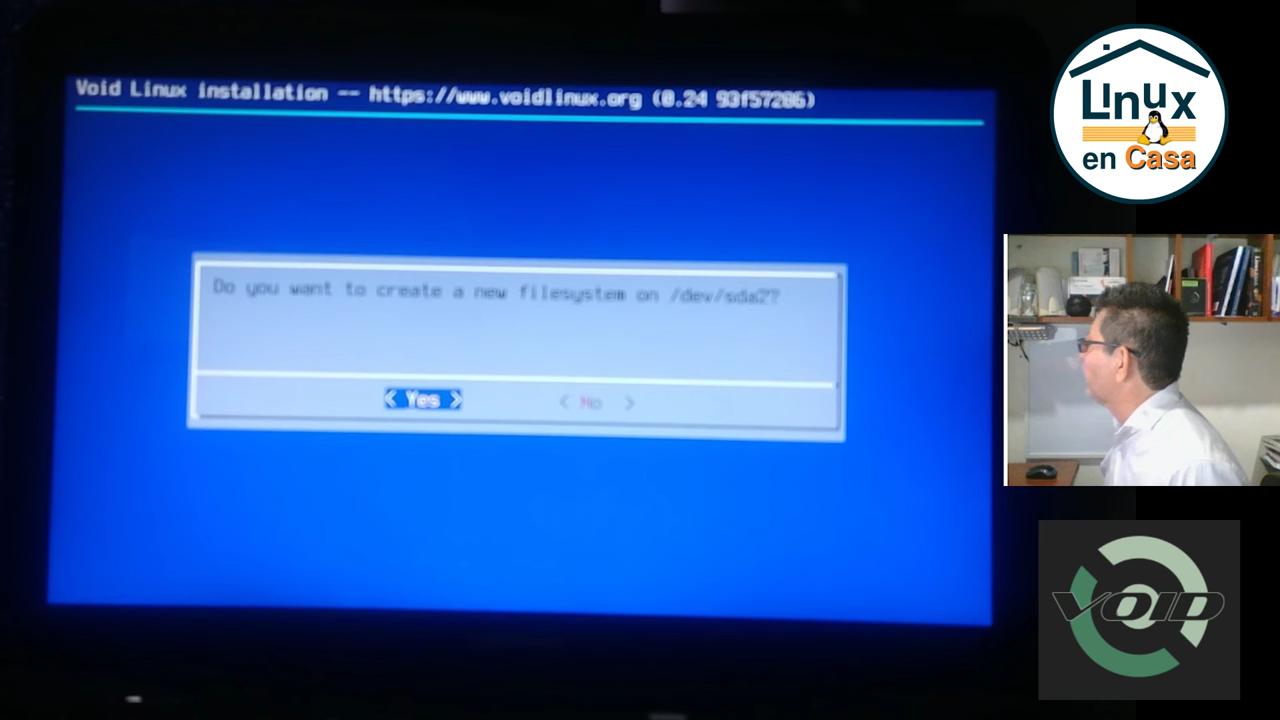 Void Linux installation -- https://www.voidlinux.org (0.24 93f57206)
Do you want to create a new filesystem on /dev/sda2?
< Yes >
< No >
Linux
en Casa
VOID